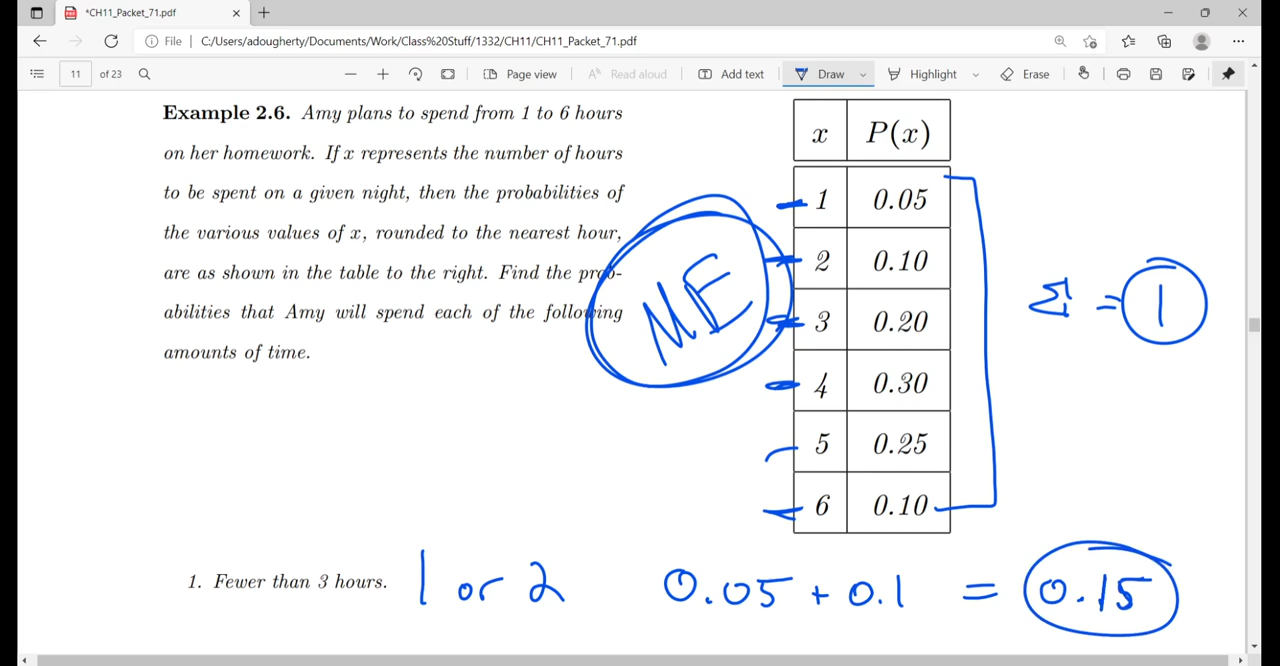 *CH11_Packet_71.pdf
File C:/Users/adougherty/Documents/Work/Class%20Stuff/1332/CH11/CH11_Packet_71.pdf
11 of 23 Page view Read aloud Add text Draw Highlight Erase
Example 2.6. Amy plans to spend from 1 to 6 hours
on her homework. If x represents the number of hours
to be spent on a given night, then the probabilities of
the various values of x, rounded to the nearest hour,
are as shown in the table to the right. Find the prob-
abilities that Amy will spend each of the following
amounts of time.
ME
x P(x)
1 0.05
2 0.10
3 0.20
4 0.30
5 0.25
6 0.10
Σ = 1
1. Fewer than 3 hours. 1 or 2 0.05 + 0.1 = 0.15